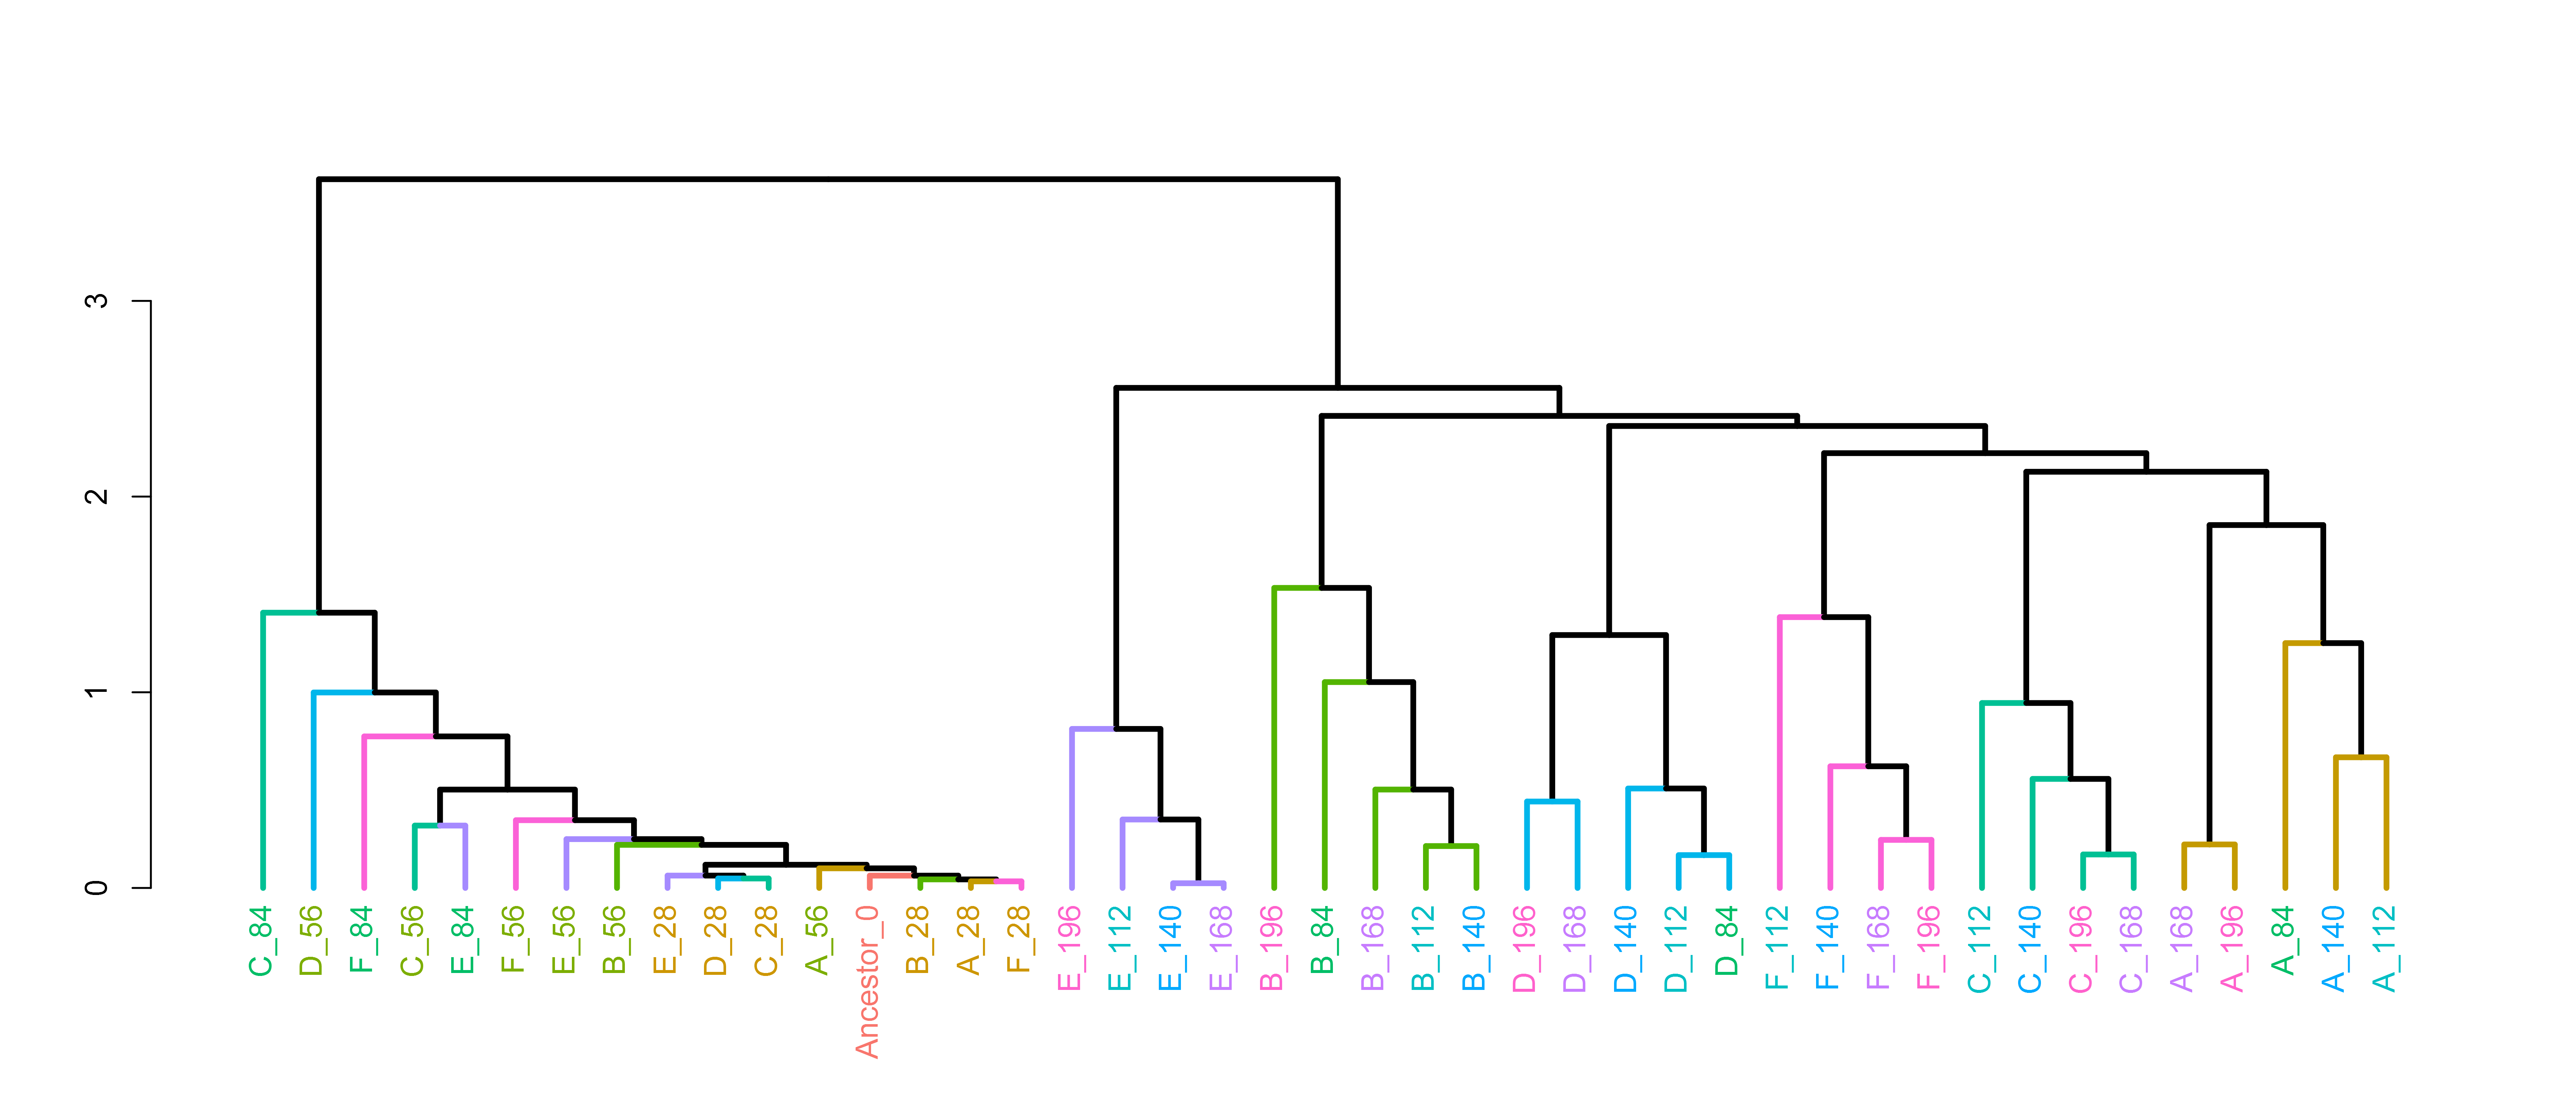 3
2
1
0
C_84
D_56
F_84
C_56
E_84
F_56
E_56
B_56
E_28
D_28
C_28
A_56
Ancestor_0
B_28
A_28
F_28
E_196
E_112
E_140
E_168
B_196
B_84
B_168
B_112
B_140
D_196
D_168
D_140
D_112
D_84
F_112
F_140
F_168
F_196
C_112
C_140
C_196
C_168
A_168
A_196
A_84
A_140
A_112